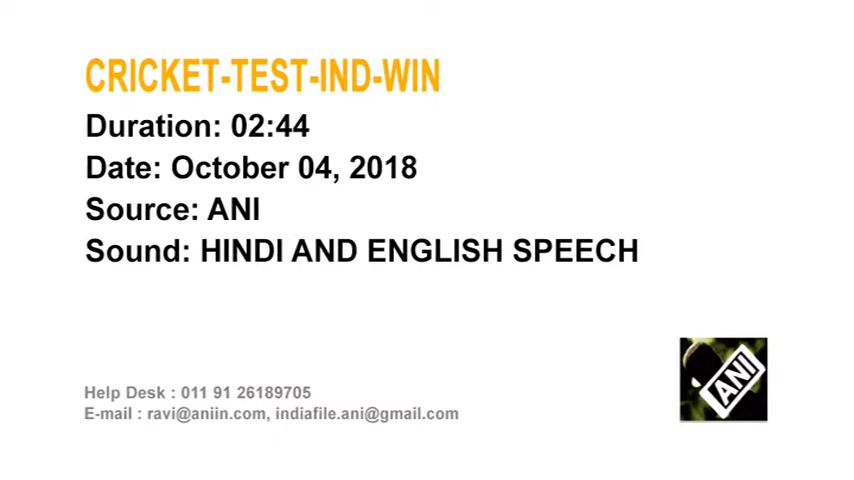 CRICKET-TEST-IND-WIN
Duration: 02:44
Date: October 04, 2018
Source: ANI
Sound: HINDI AND ENGLISH SPEECH
Help Desk : 011 91 26189705
E-mail : ravi@aniin.com, indiafile.ani@gmail.com
ANI